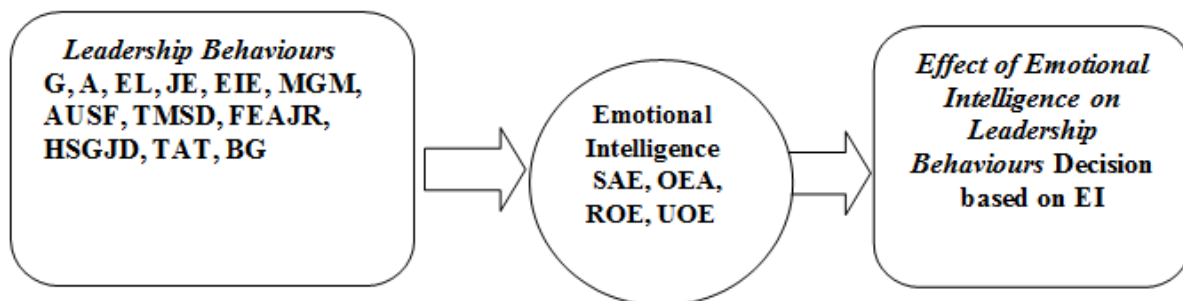 Leadership Behaviours
G, A, EL, JE, EIE, MGM,
AUSF, TMSD, FEAJR,
HSGJD, TAT, BG
Emotional
Intelligence
SAE, OEA,
ROE, UOE
Effect of Emotional
Intelligence on
Leadership
Behaviours Decision
based on EI